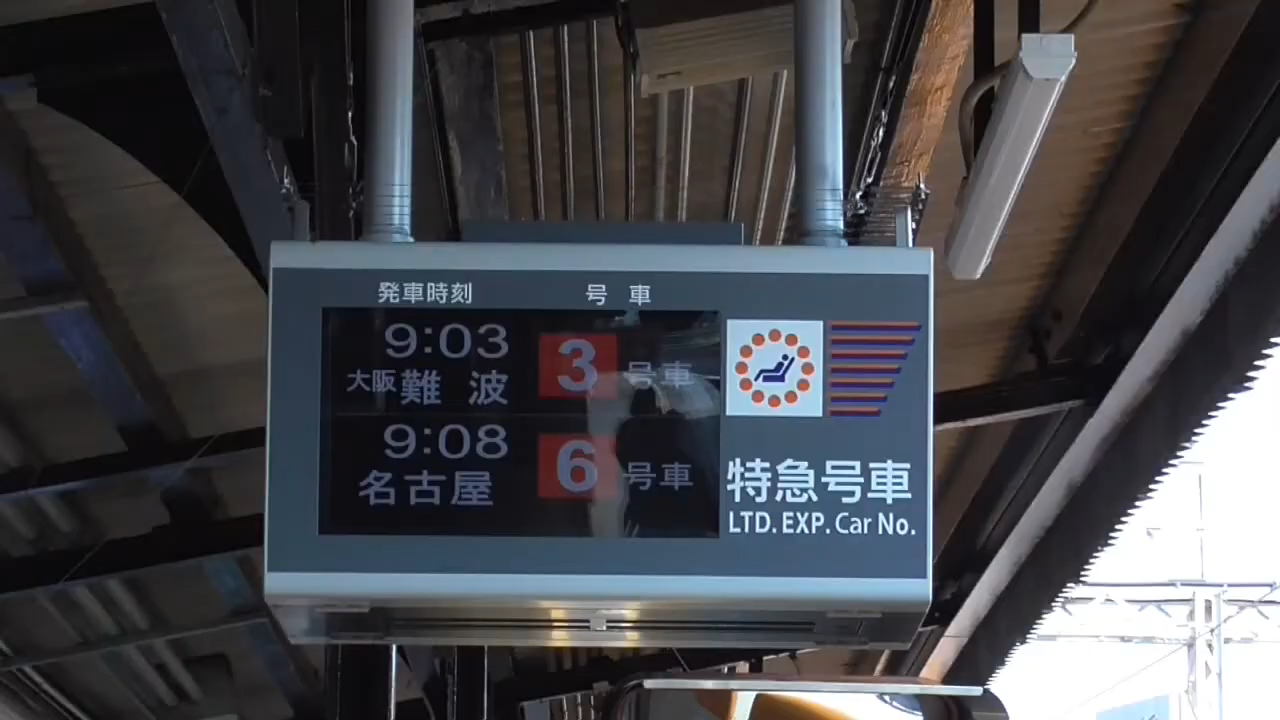 発車時刻 号車
9:03 3号車
大阪難波
9:08 6号車
名古屋
特急号車
LTD. EXP. Car No.